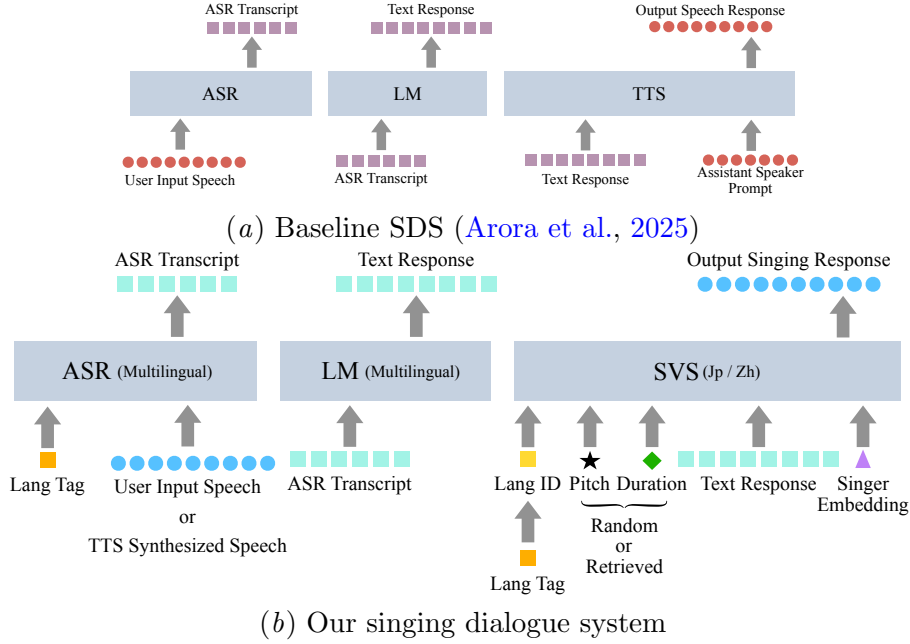 ASR Transcript
Text Response
Output Speech Response
ASR
LM
TTS
User Input Speech
ASR Transcript
Text Response
Assistant Speaker
Prompt
(a) Baseline SDS (Arora et al., 2025)
ASR Transcript
Text Response
Output Singing Response
ASR (Multilingual)
LM (Multilingual)
SVS (Jp / Zh)
Lang Tag
User Input Speech
or
TTS Synthesized Speech
ASR Transcript
Lang ID
Pitch
Duration
Text Response
Singer
Embedding
Random
or
Retrieved
Lang Tag
(b) Our singing dialogue system